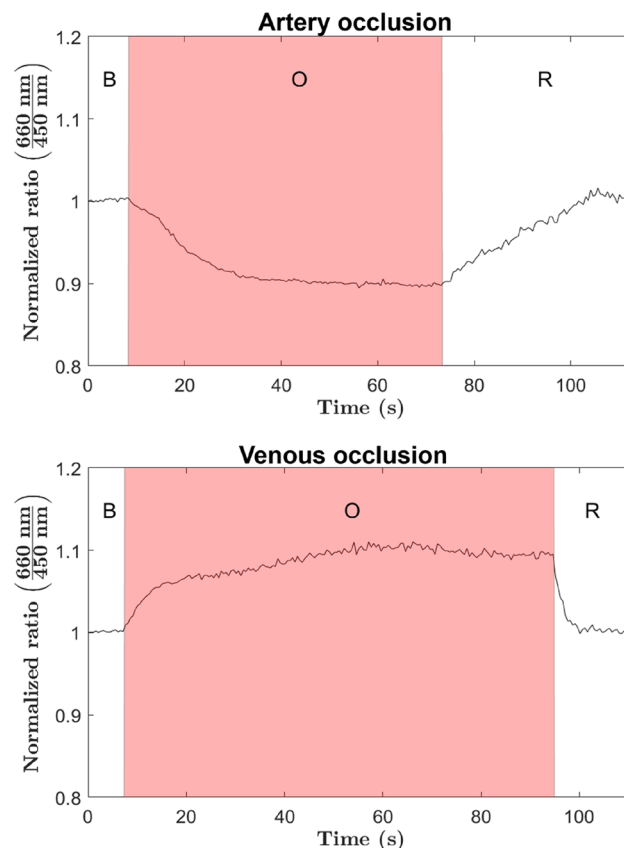 Artery occlusion
1.2
B O R
1.1
1
0.9
0.8
0 20 40 60 80 100
Time (s)
Normalized ratio (660 nm / 450 nm)
Venous occlusion
1.2
B O R
1.1
1
0.9
0.8
0 20 40 60 80 100
Time (s)
Normalized ratio (660 nm / 450 nm)